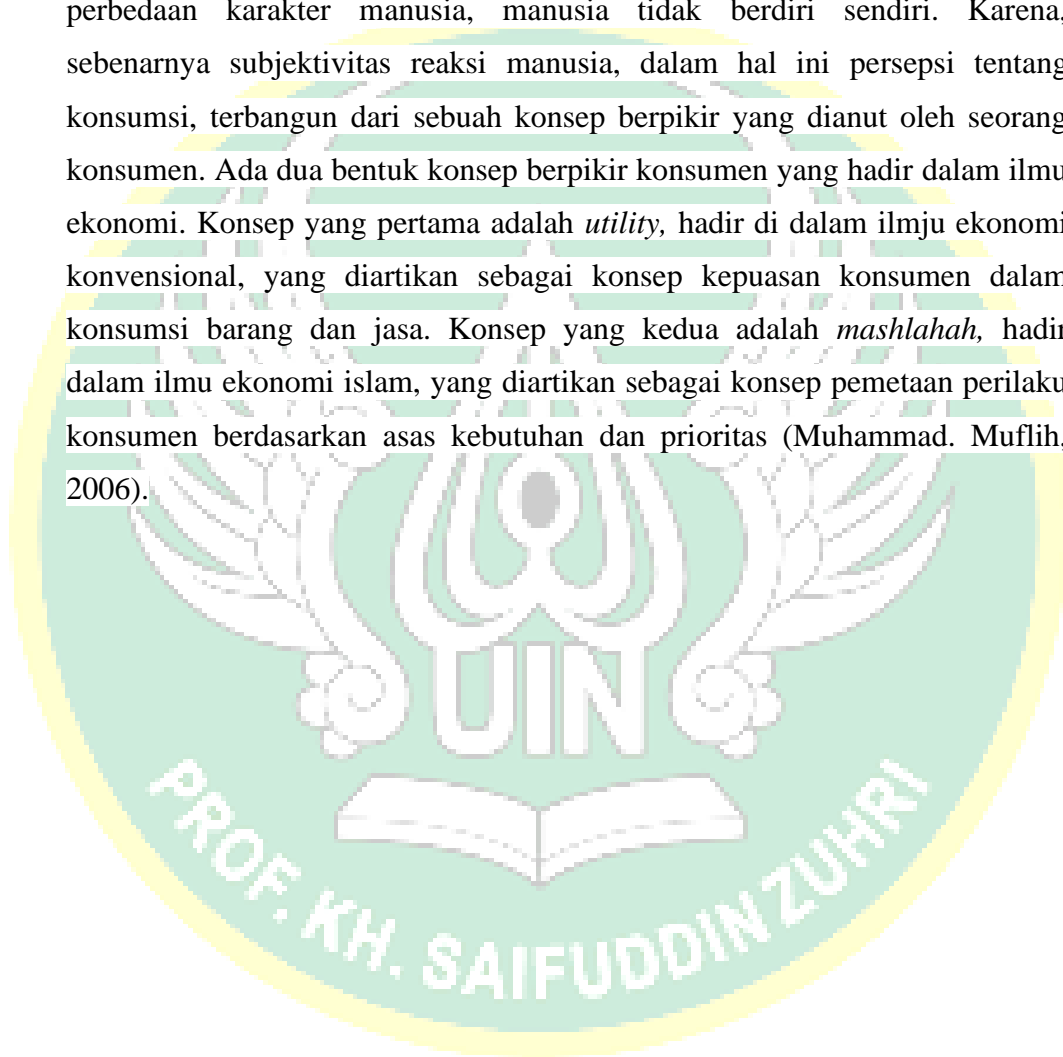 perbedaan karakter manusia, manusia tidak berdiri sendiri. Karena,
sebenarnya subjektivitas reaksi manusia, dalam hal ini persepsi tentang
konsumsi, terbangun dari sebuah konsep berpikir yang dianut oleh seorang
konsumen. Ada dua bentuk konsep berpikir konsumen yang hadir dalam ilmu
ekonomi. Konsep yang pertama adalah utility, hadir di dalam ilmju ekonomi
konvensional, yang diartikan sebagai konsep kepuasan konsumen dalam
konsumsi barang dan jasa. Konsep yang kedua adalah mashlahah, hadir
dalam ilmu ekonomi islam, yang diartikan sebagai konsep pemetaan perilaku
konsumen berdasarkan asas kebutuhan dan prioritas (Muhammad. Muflih,
2006).
UIN
PROF. KH. SAIFUDDIN ZUHRI